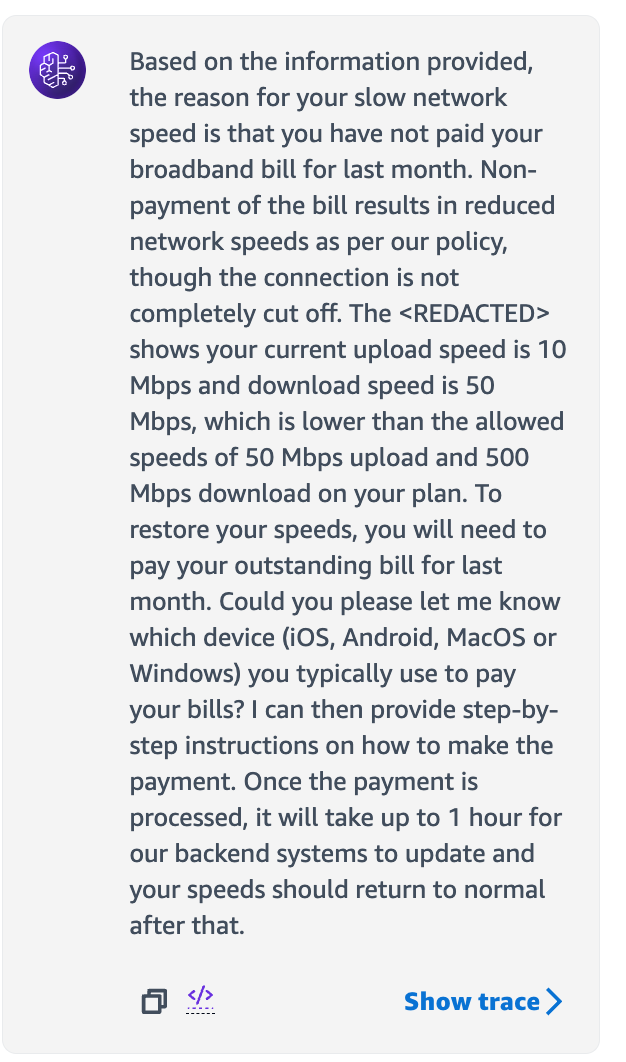 Based on the information provided,
the reason for your slow network
speed is that you have not paid your
broadband bill for last month. Non-
payment of the bill results in reduced
network speeds as per our policy,
though the connection is not
completely cut off. The <REDACTED>
shows your current upload speed is 10
Mbps and download speed is 50
Mbps, which is lower than the allowed
speeds of 50 Mbps upload and 500
Mbps download on your plan. To
restore your speeds, you will need to
pay your outstanding bill for last
month. Could you please let me know
which device (iOS, Android, MacOS or
Windows) you typically use to pay
your bills? I can then provide step-by-
step instructions on how to make the
payment. Once the payment is
processed, it will take up to 1 hour for
our backend systems to update and
your speeds should return to normal
after that.
</> Show trace